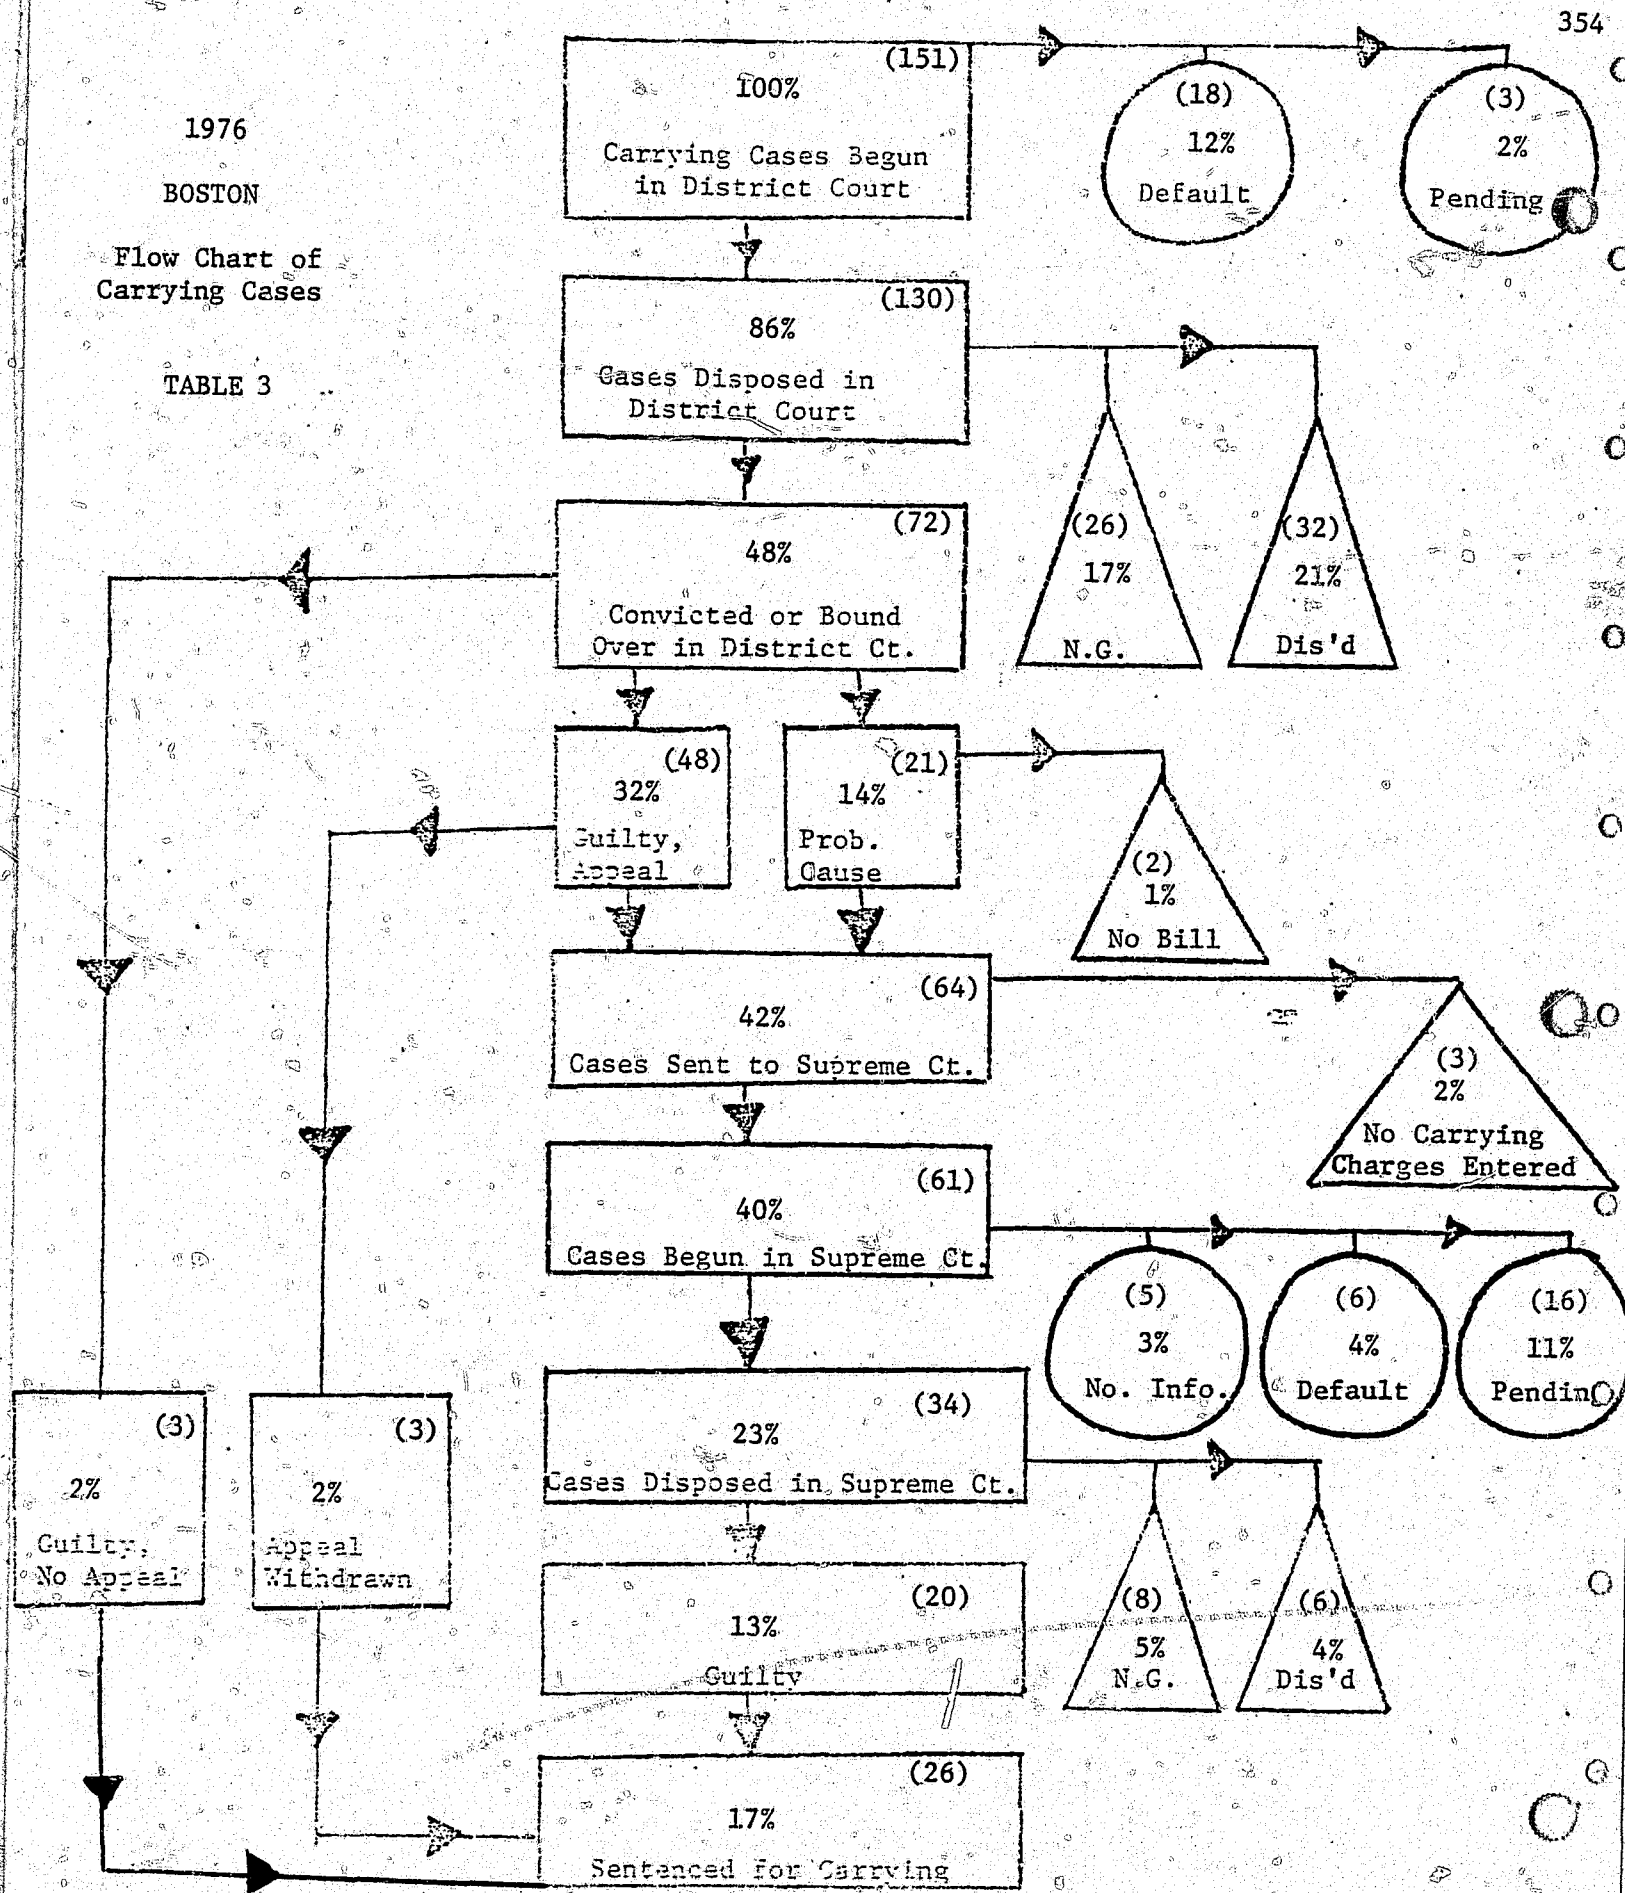 354
1976
BOSTON
Flow Chart of
Carrying Cases
TABLE 3
(151)
100%
Carrying Cases Begun
in District Court
(18)
12%
Default
(3)
2%
Pending
(130)
86%
Cases Disposed in
District Court
(26)
17%
N.G.
(32)
21%
Dis'd
(72)
48%
Convicted or Bound
Over in District Ct.
(48)
32%
Guilty,
Appeal
(21)
14%
Prob.
Cause
(2)
1%
No Bill
(64)
42%
Cases Sent to Supreme Ct.
(3)
2%
No Carrying
Charges Entered
(61)
40%
Cases Begun in Supreme Ct.
(5)
3%
No. Info.
(6)
4%
Default
(16)
11%
Pending
(34)
23%
Cases Disposed in Supreme Ct.
(3)
2%
Guilty,
No Appeal
(3)
2%
Appeal
Withdrawn
(20)
13%
Guilty
(8)
5%
N.G.
(6)
4%
Dis'd
(26)
17%
Sentenced for Carrying